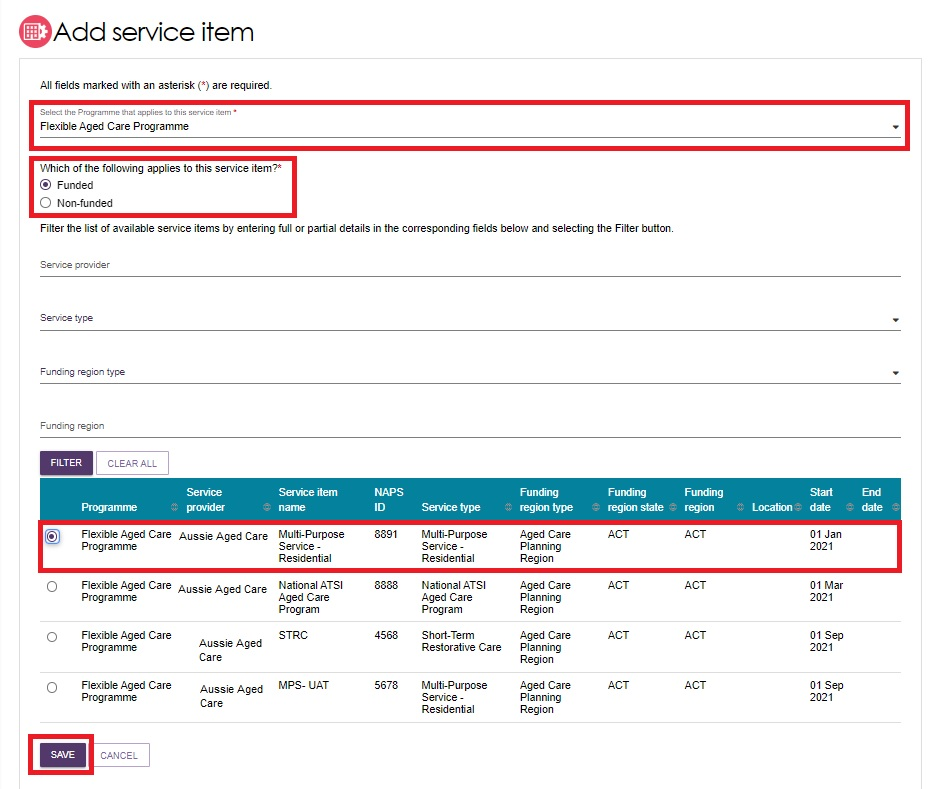 Add service item
All fields marked with an asterisk (*) are required.
Select the Programme that applies to this service item *
Flexible Aged Care Programme
Which of the following applies to this service item?*
Funded
Non-funded
Filter the list of available service items by entering full or partial details in the corresponding fields below and selecting the Filter button.
Service provider
Service type
Funding region type
Funding region
FILTER CLEAR ALL
Programme Service provider Service item name NAPS ID Service type Funding region type Funding region state Funding region Location Start date End date
Flexible Aged Care Programme Aussie Aged Care Multi-Purpose Service - Residential 8891 Multi-Purpose Service - Residential Aged Care Planning Region ACT ACT 01 Jan 2021
Flexible Aged Care Programme Aussie Aged Care National ATSI Aged Care Program 8888 National ATSI Aged Care Program Aged Care Planning Region ACT ACT 01 Mar 2021
Flexible Aged Care Programme Aussie Aged Care STRC 4568 Short-Term Restorative Care Aged Care Planning Region ACT ACT 01 Sep 2021
Flexible Aged Care Programme Aussie Aged Care MPS- UAT 5678 Multi-Purpose Service - Residential Aged Care Planning Region ACT ACT 01 Sep 2021
SAVE CANCEL